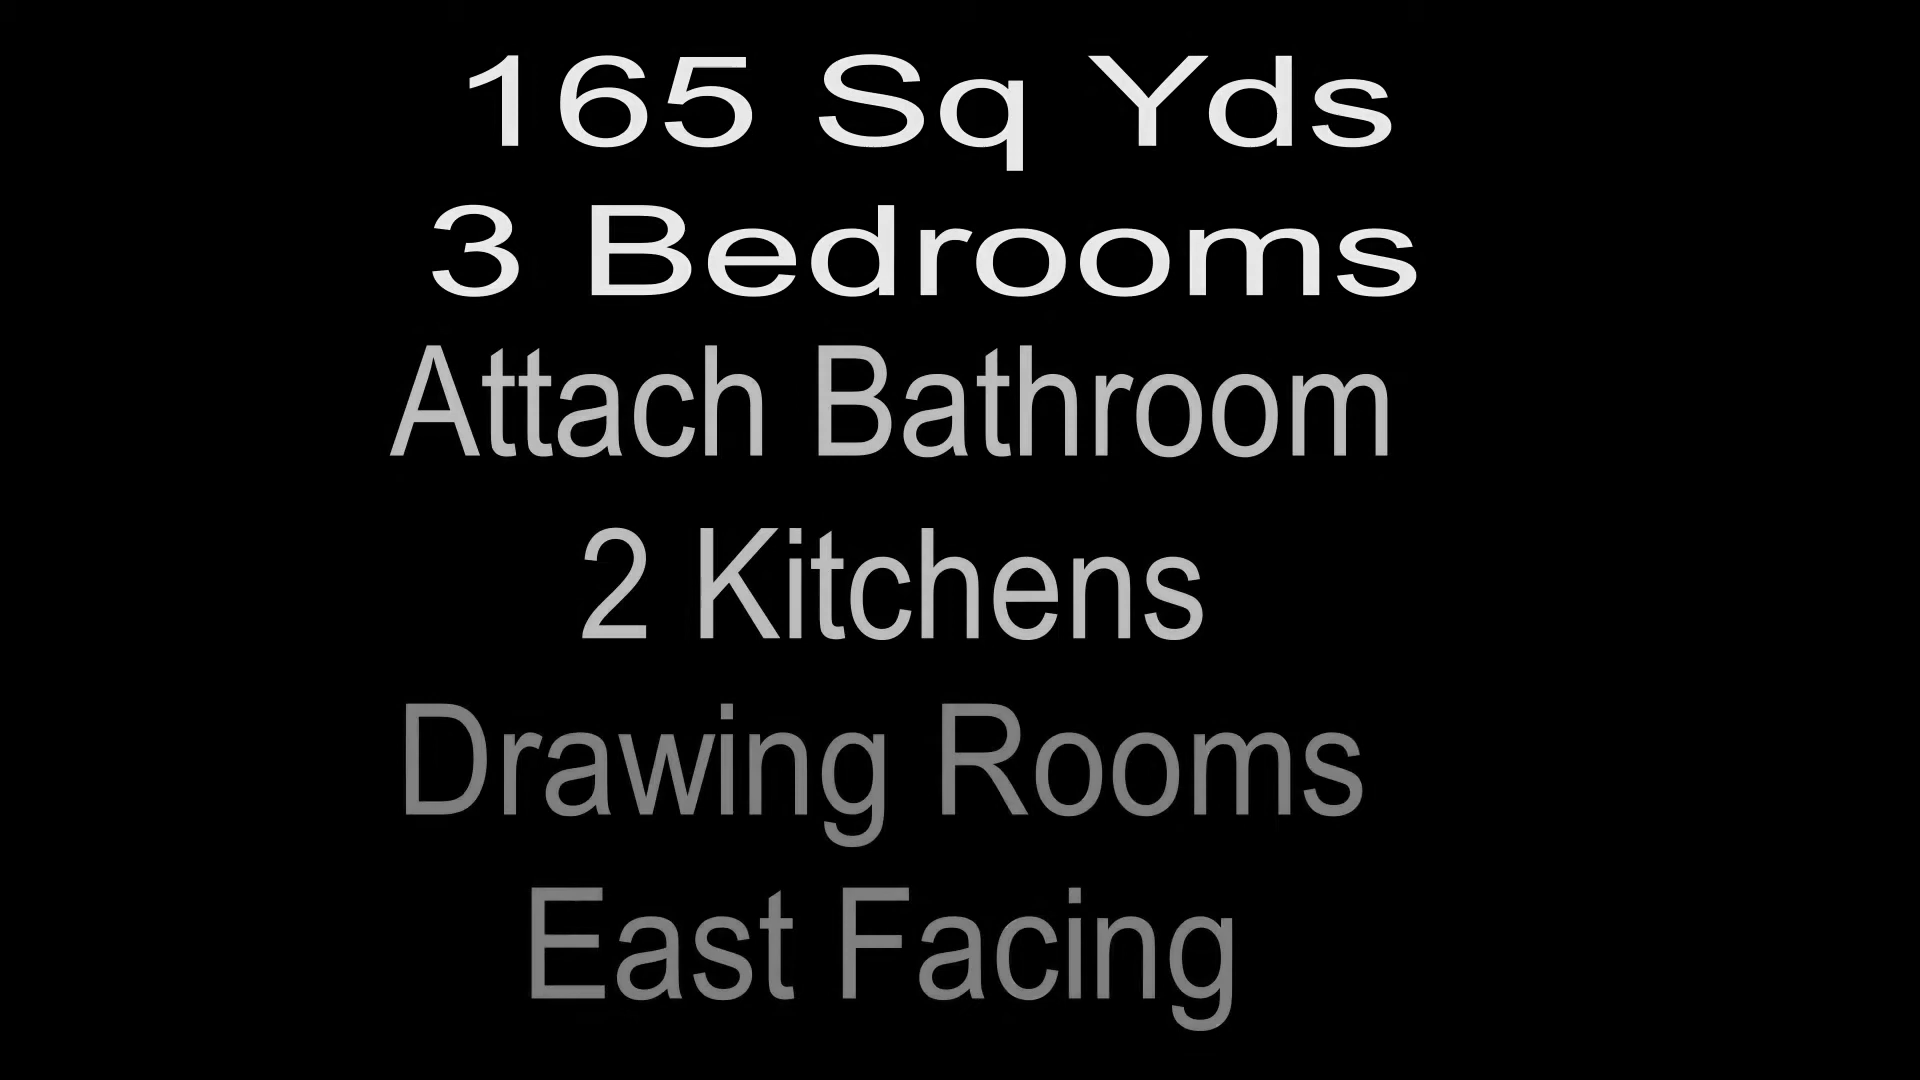 165 Sq Yds
3 Bedrooms
Attach Bathroom
2 Kitchens
Drawing Rooms
East Facing